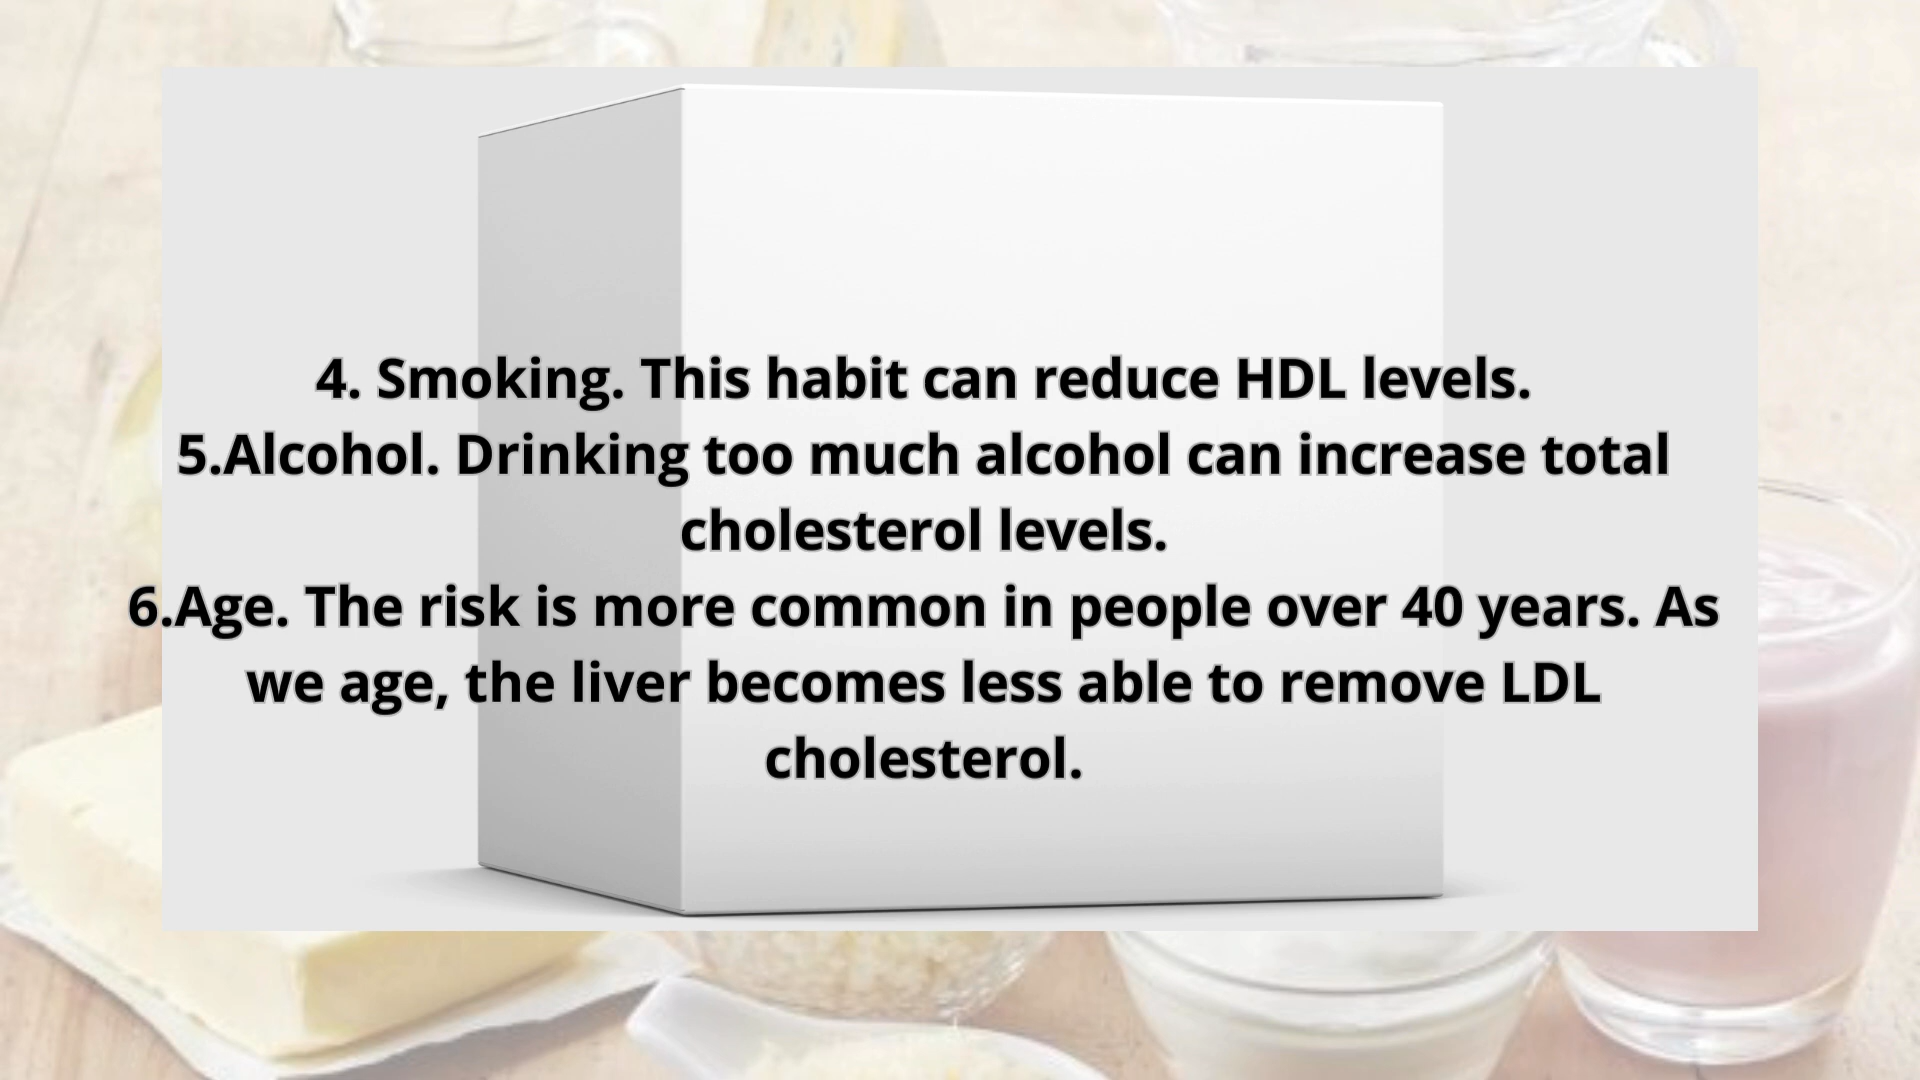 4. Smoking. This habit can reduce HDL levels.
5.Alcohol. Drinking too much alcohol can increase total
cholesterol levels.
6.Age. The risk is more common in people over 40 years. As
we age, the liver becomes less able to remove LDL
cholesterol.